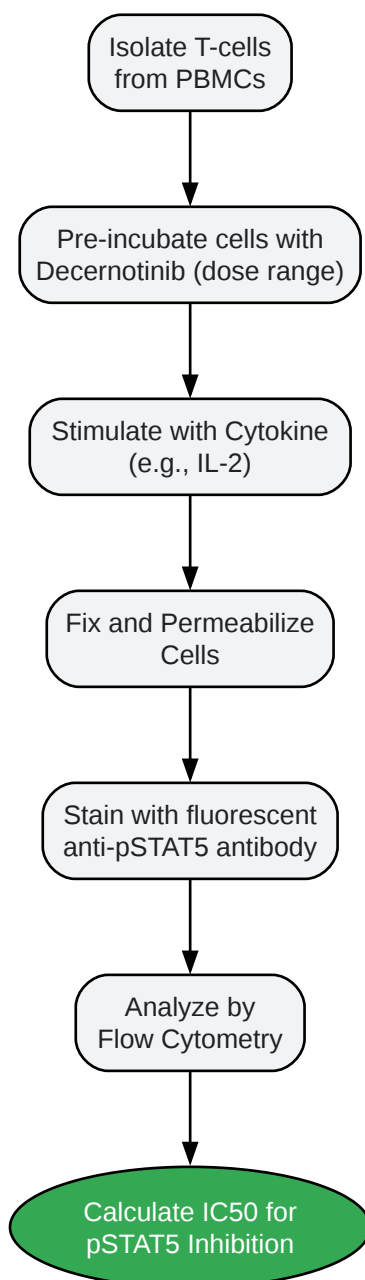 Isolate T-cells
from PBMCs
Pre-incubate cells with
Decernotinib (dose range)
Stimulate with Cytokine
(e.g., IL-2)
Fix and Permeabilize
Cells
Stain with fluorescent
anti-pSTAT5 antibody
Analyze by
Flow Cytometry
Calculate IC50 for
pSTAT5 Inhibition